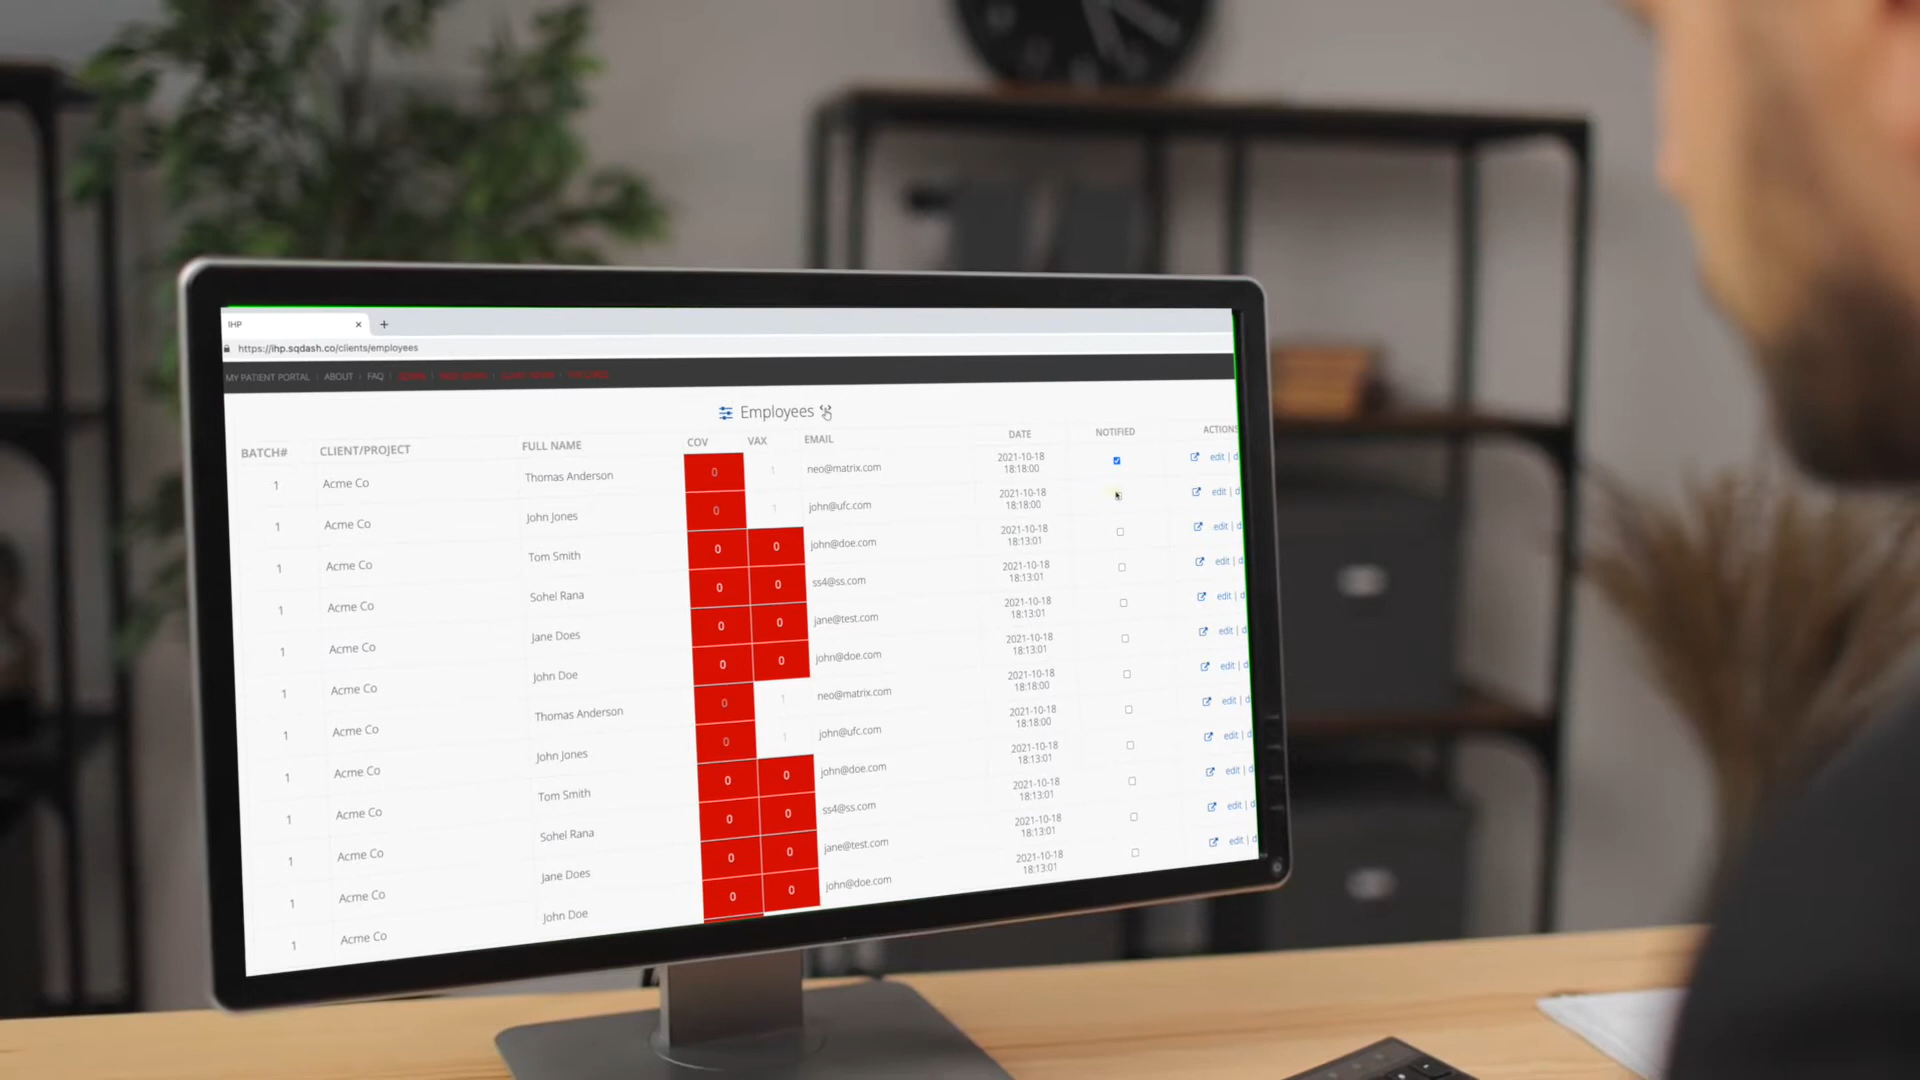 IHP
https://ihp.sqdash.co/clients/employees
MY PATIENT PORTAL ABOUT FAQ
Employees
BATCH# CLIENT/PROJECT FULL NAME COV VAX EMAIL DATE NOTIFIED ACTIONS
1 Acme Co Thomas Anderson 0 1 neo@matrix.com 2021-10-18 18:18:00 edit | d
1 Acme Co John Jones 0 1 john@ufc.com 2021-10-18 18:18:00 edit | d
1 Acme Co Tom Smith 0 0 john@doe.com 2021-10-18 18:13:01 edit | d
1 Acme Co Sohel Rana 0 0 ss4@ss.com 2021-10-18 18:13:01 edit | d
1 Acme Co Jane Does 0 0 jane@test.com 2021-10-18 18:13:01 edit | d
1 Acme Co John Doe 0 0 john@doe.com 2021-10-18 18:13:01 edit | d
1 Acme Co Thomas Anderson 0 1 neo@matrix.com 2021-10-18 18:18:00 edit | d
1 Acme Co John Jones 0 1 john@ufc.com 2021-10-18 18:18:00 edit | d
1 Acme Co Tom Smith 0 0 john@doe.com 2021-10-18 18:13:01 edit | d
1 Acme Co Sohel Rana 0 0 ss4@ss.com 2021-10-18 18:13:01 edit | d
1 Acme Co Jane Does 0 0 jane@test.com 2021-10-18 18:13:01 edit | d
1 Acme Co John Doe 0 0 john@doe.com 2021-10-18 18:13:01 edit | d